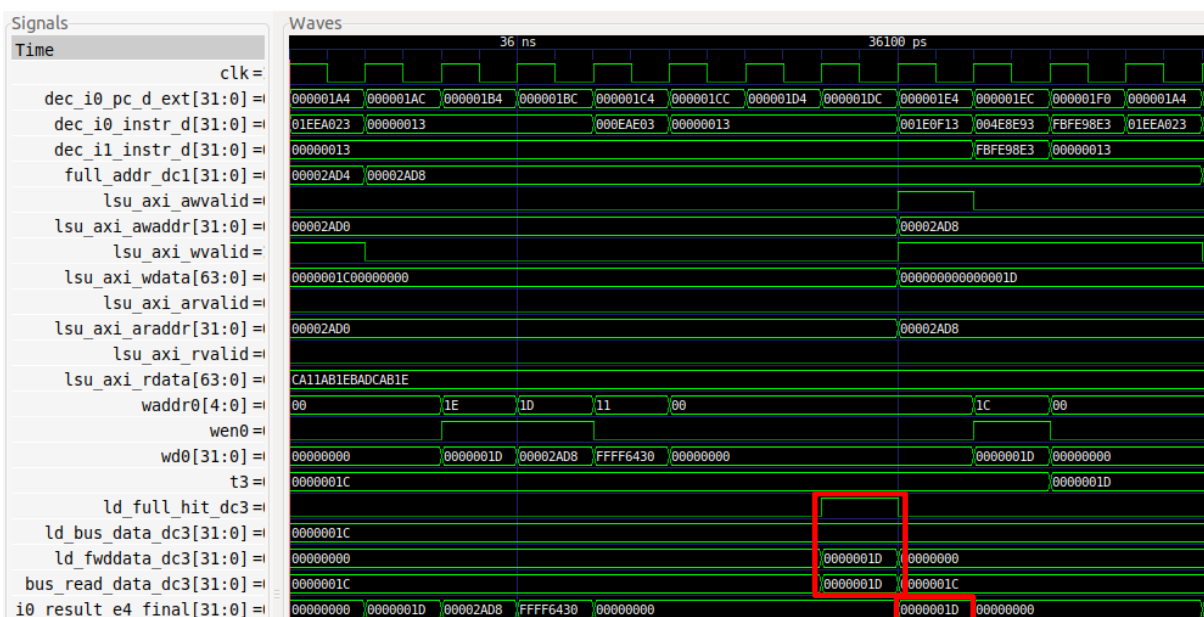 Signals Waves
Time 36 ns 36100 ps
clk=
dec_i0_pc_d_ext[31:0]= 000001A4 000001AC 000001B4 000001BC 000001C4 000001CC 000001D4 000001DC 000001E4 000001EC 000001F0 000001A4
dec_i0_instr_d[31:0]= 01EEA023 00000013 000EAE03 00000013 001E0F13 004E8E93 FBFE98E3 01EEA023
dec_i1_instr_d[31:0]= 00000013 FBFE98E3 00000013
full_addr_dc1[31:0]= 00002AD4 00002AD8
lsu_axi_awvalid=
lsu_axi_awaddr[31:0]= 00002AD0 00002AD8
lsu_axi_wvalid=
lsu_axi_wdata[63:0]= 0000001C00000000 000000000000001D
lsu_axi_arvalid=
lsu_axi_araddr[31:0]= 00002AD0 00002AD8
lsu_axi_rvalid=
lsu_axi_rdata[63:0]= CA11AB1EBADCAB1E
waddr0[4:0]= 00 1E 1D 11 00 1C 00
wen0=
wd0[31:0]= 00000000 0000001D 00002AD8 FFFF6430 00000000 0000001D 00000000
t3= 0000001C 0000001D
ld_full_hit_dc3=
ld_bus_data_dc3[31:0]= 0000001C
ld_fwddata_dc3[31:0]= 00000000 0000001D 00000000
bus_read_data_dc3[31:0]= 0000001C 0000001D 0000001C
i0_result_e4_final[31:0]= 00000000 0000001D 00002AD8 FFFF6430 00000000 0000001D 00000000